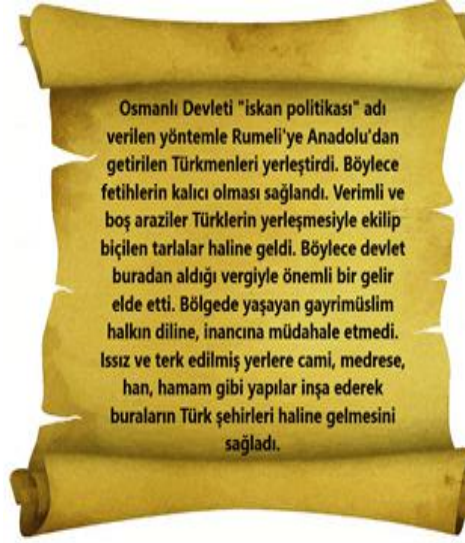 Osmanlı Devleti "iskan politikası" adı
verilen yöntemle Rumeli'ye Anadolu'dan
getirilen Türkmenleri yerleştirdi. Böylece
fetihlerin kalıcı olması sağlandı. Verimli ve
boş araziler Türklerin yerleşmesiyle ekilip
biçilen tarlalar haline geldi. Böylece devlet
buradan aldığı vergiyle önemli bir gelir
elde etti. Bölgede yaşayan gayrimüslim
halkın diline, inancına müdahale etmedi.
Issız ve terk edilmiş yerlere cami, medrese,
han, hamam gibi yapılar inşa ederek
buraların Türk şehirleri haline gelmesini
sağladı.